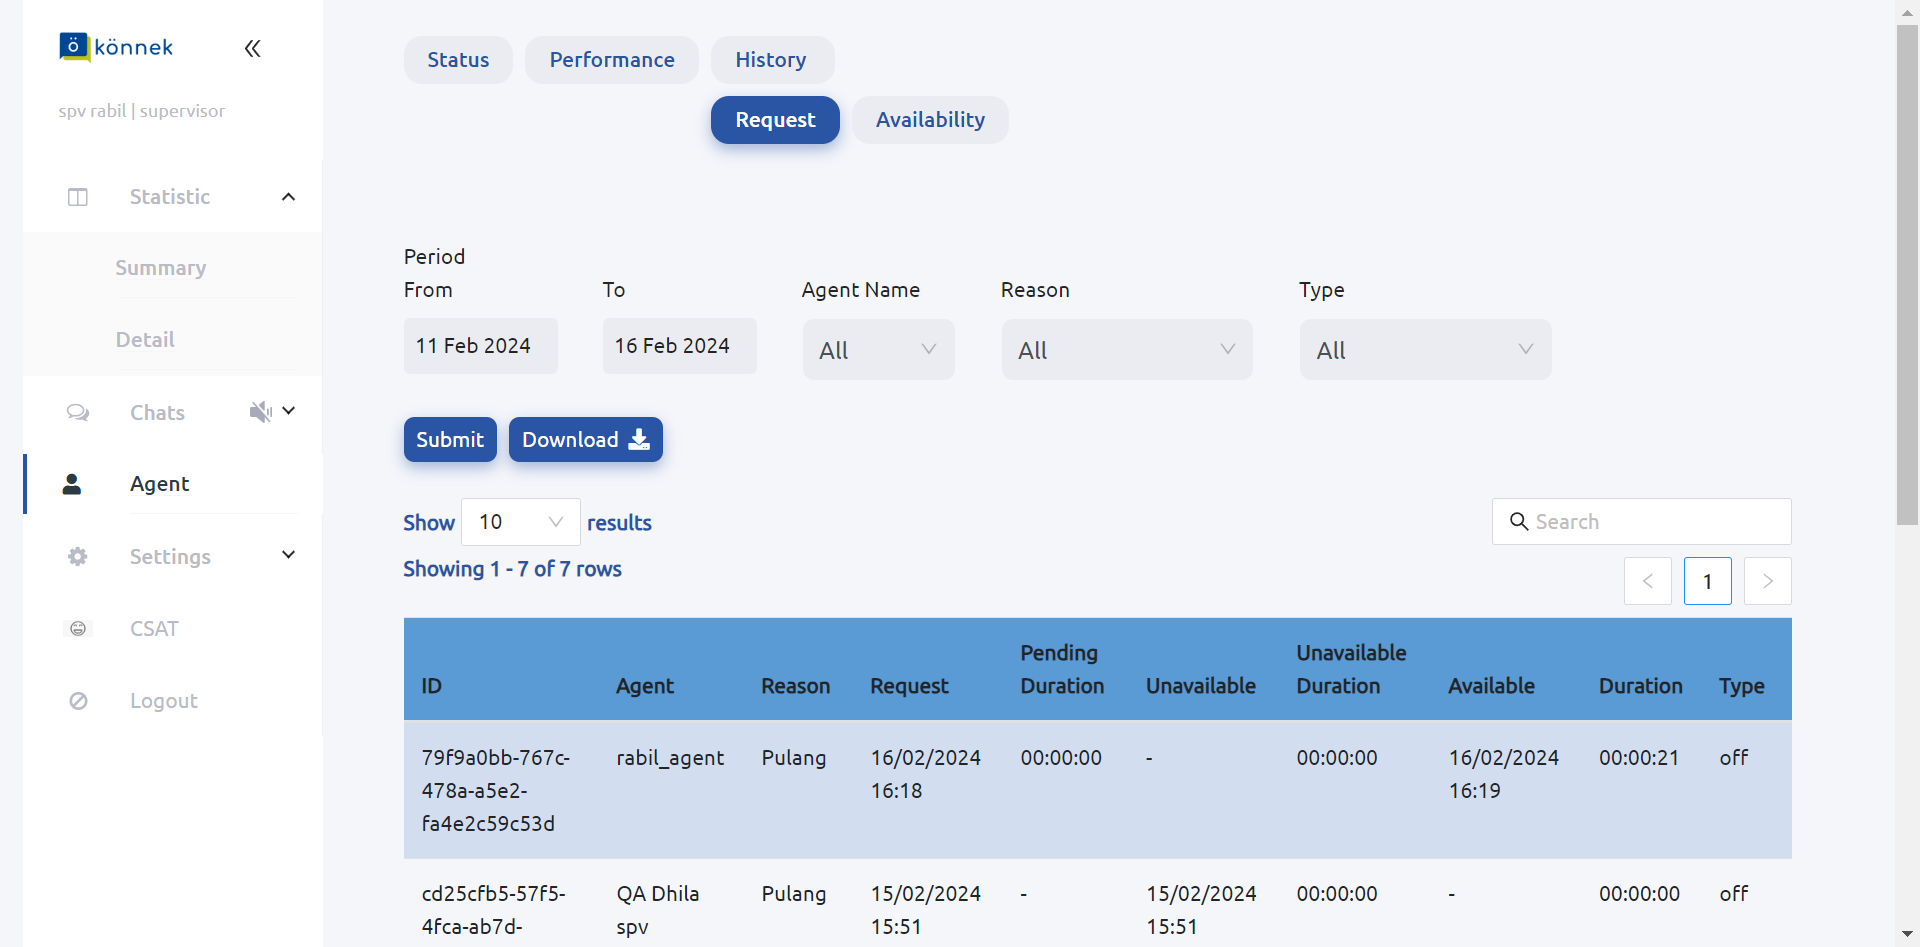 ö könnek
spv rabil | supervisor
Statistic
Summary
Detail
Chats
Agent
Settings
CSAT
Logout
Status Performance History
Request Availability
Period
From To Agent Name Reason Type
11 Feb 2024 16 Feb 2024 All All All
Submit Download
Show 10 results Search
Showing 1 - 7 of 7 rows
1
Pending Unavailable
ID Agent Reason Request Duration Unavailable Duration Available Duration Type
79f9a0bb-767c- rabil_agent Pulang 16/02/2024 00:00:00 - 00:00:00 16/02/2024 00:00:21 off
478a-a5e2- 16:18 16:19
fa4e2c59c53d
cd25cfb5-57f5- QA Dhila Pulang 15/02/2024 - 15/02/2024 00:00:00 - 00:00:00 off
4fca-ab7d- spv 15:51 15:51